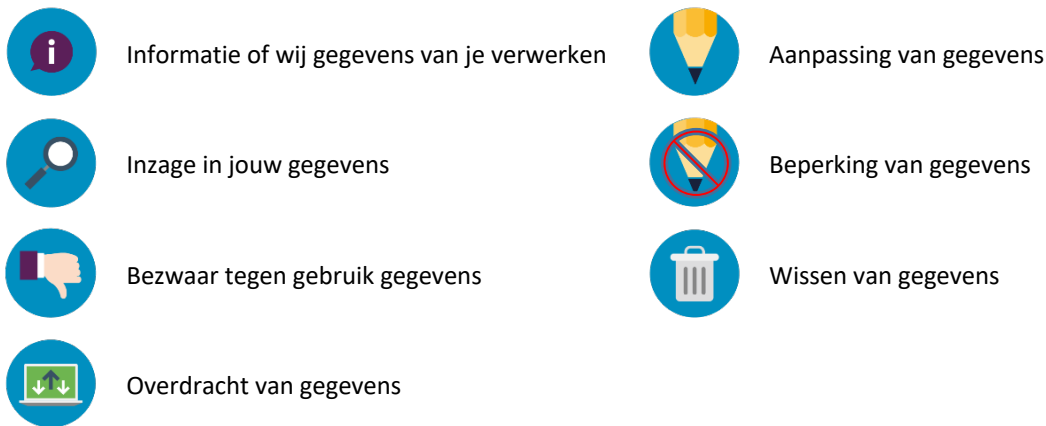 i
Informatie of wij gegevens van je verwerken
Aanpassing van gegevens
Inzage in jouw gegevens
Beperking van gegevens
Bezwaar tegen gebruik gegevens
Wissen van gegevens
Overdracht van gegevens